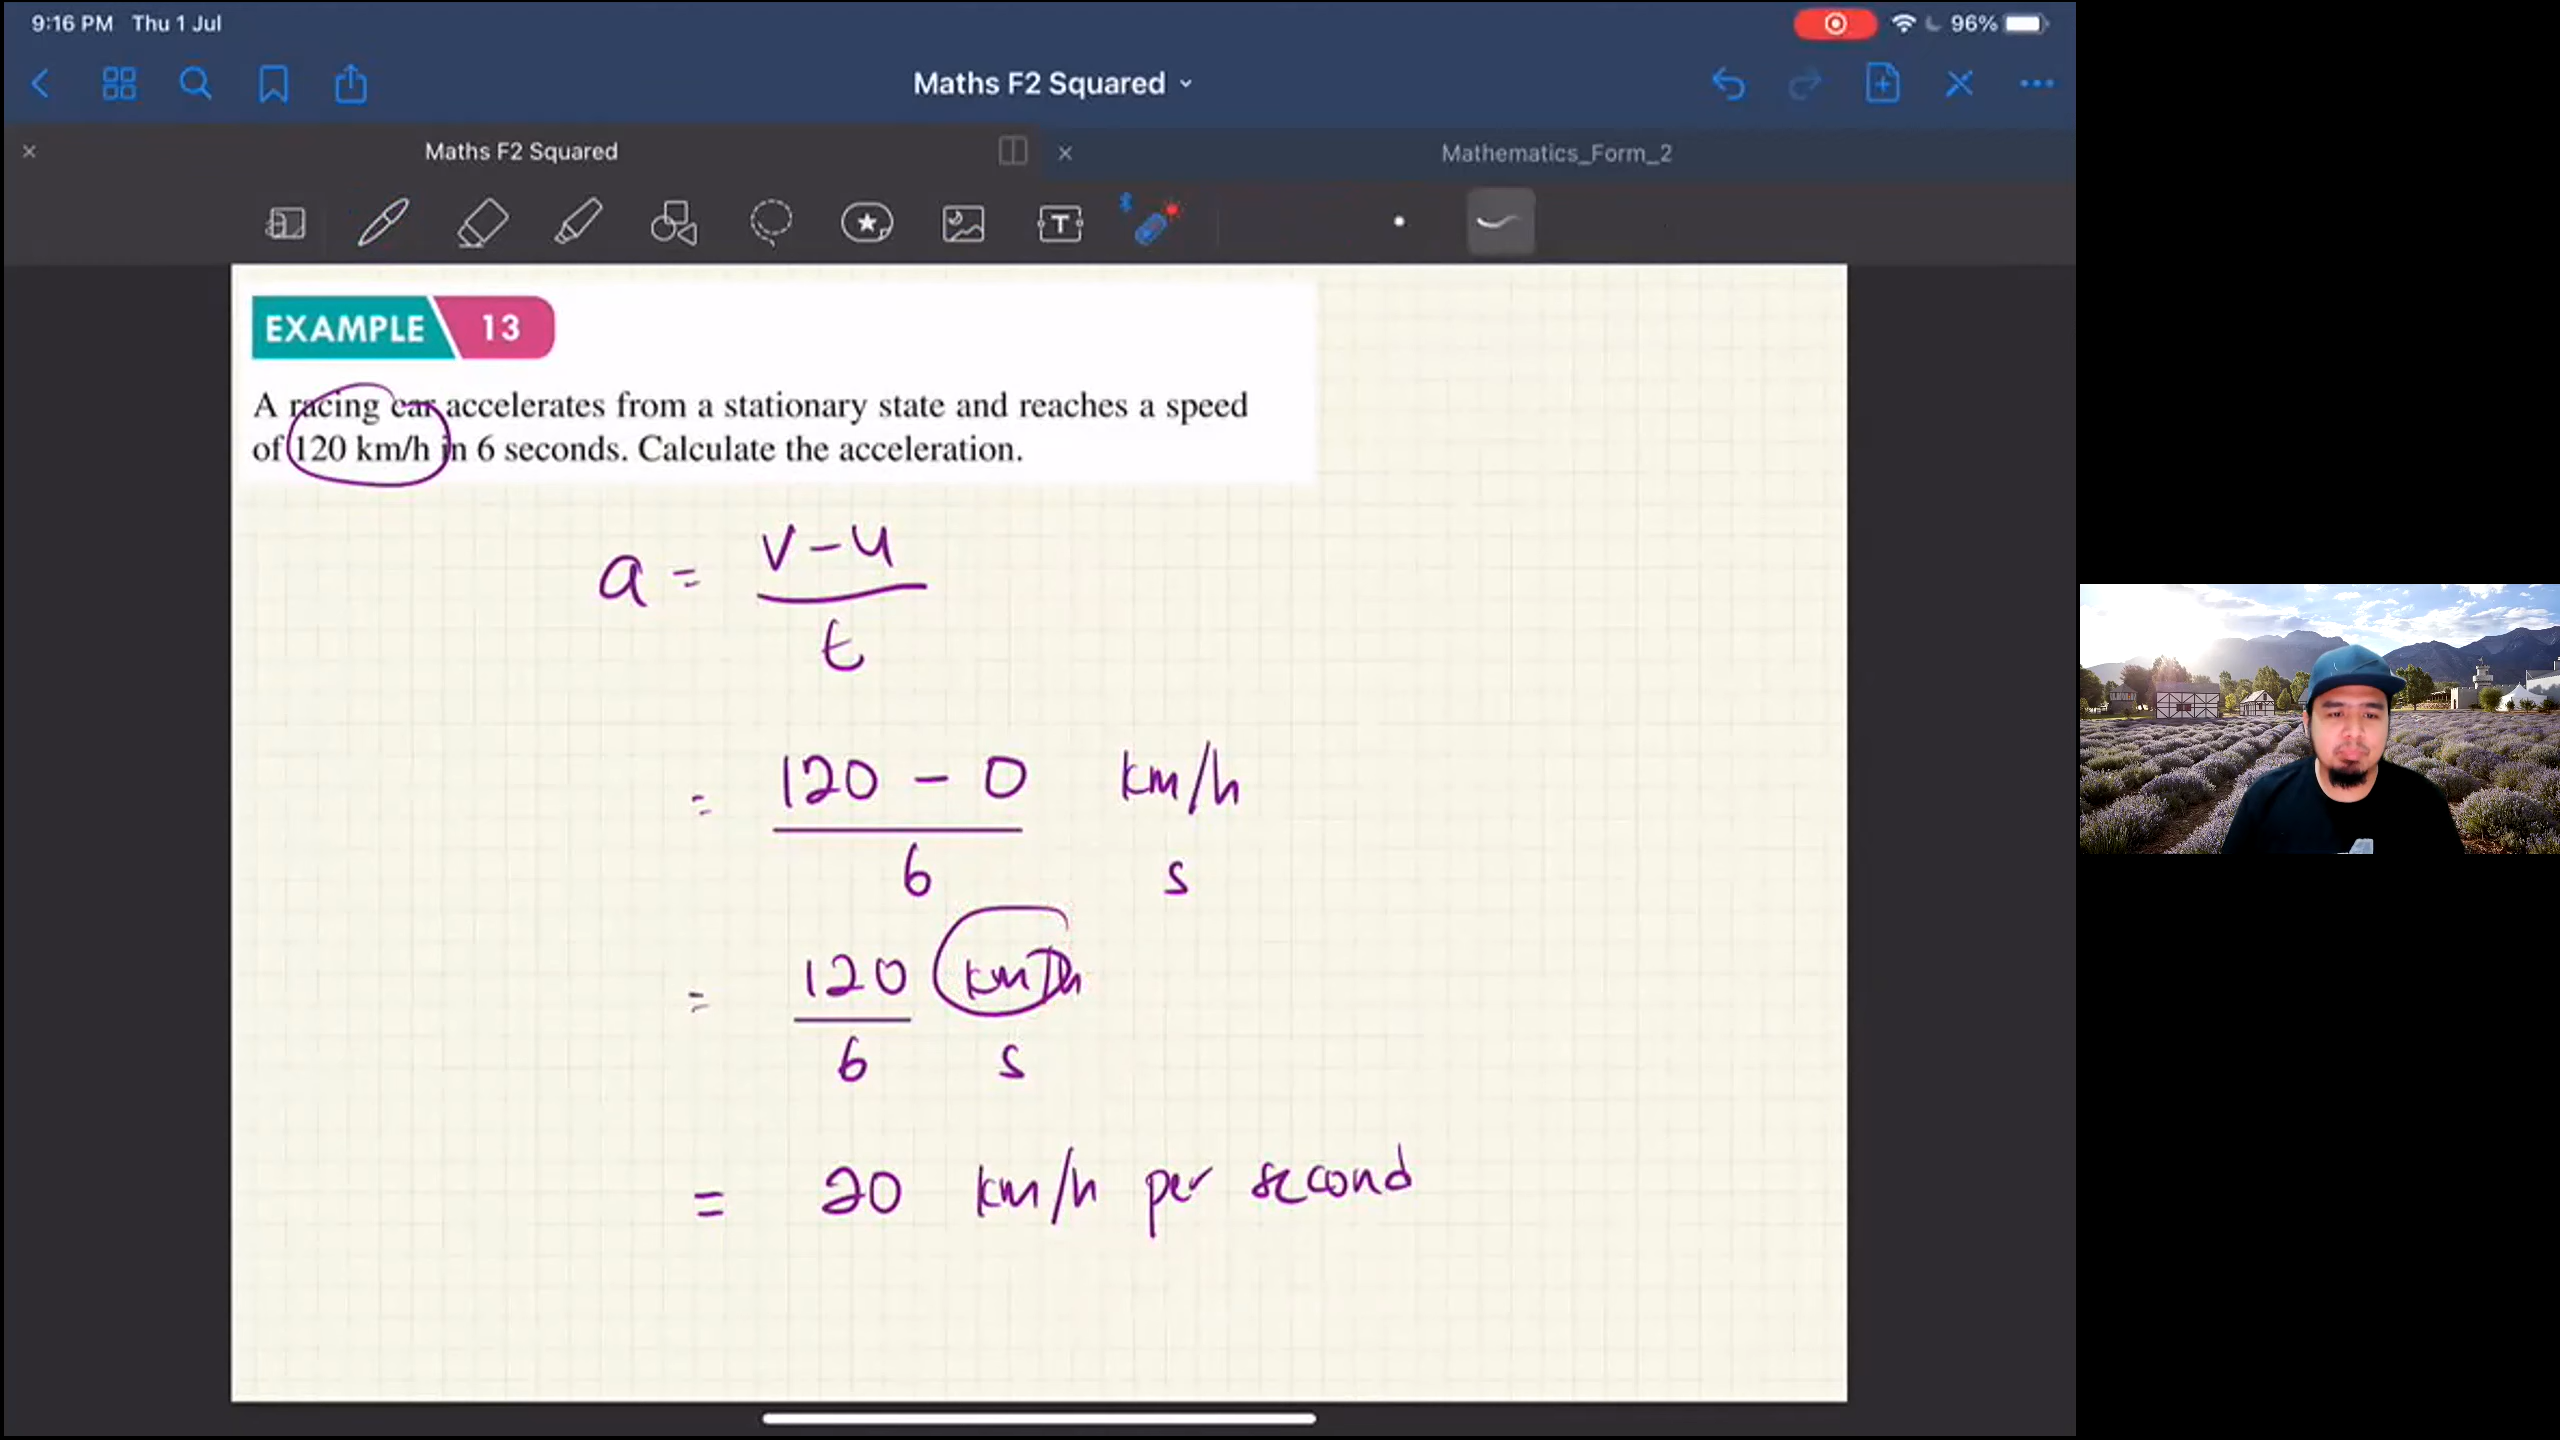 9:16 PM Thu 1 Jul 96%
Maths F2 Squared
Maths F2 Squared Mathematics_Form_2
T
EXAMPLE 13
A racing car accelerates from a stationary state and reaches a speed
of 120 km/h in 6 seconds. Calculate the acceleration.
a = v - u
t
= 120 - 0 km/h
6 s
= 120 km/h
6 s
= 20 km/h per second